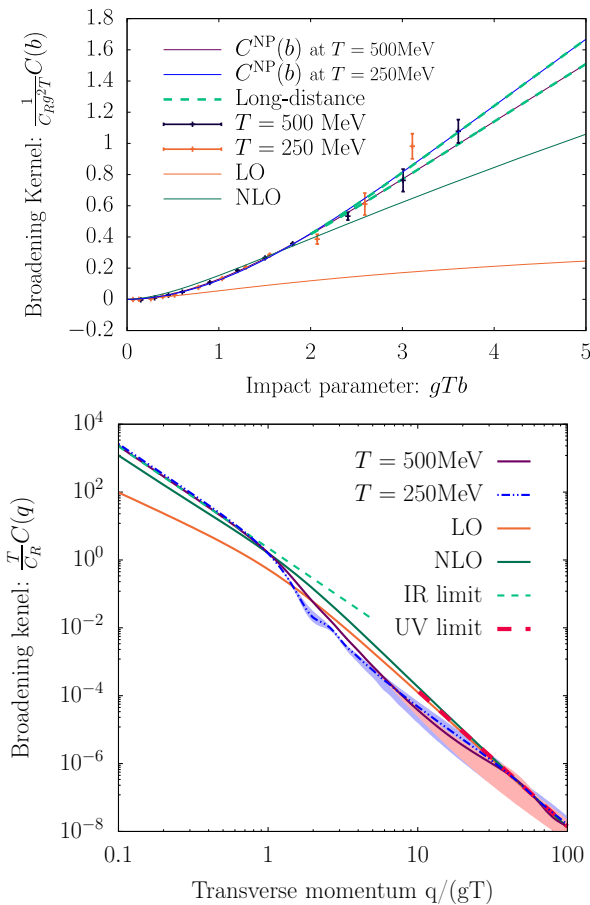 Broadening Kernel: 1/(C_R g²T) C(b)
1.8
1.6
1.4
1.2
1
0.8
0.6
0.4
0.2
0
−0.2
C^NP(b) at T = 500MeV
C^NP(b) at T = 250MeV
Long-distance
T = 500 MeV
T = 250 MeV
LO
NLO
0 1 2 3 4 5
Impact parameter: gTb
Broadening kenel: T/C_R C(q)
10^4
10^2
10^0
10^−2
10^−4
10^−6
10^−8
T = 500MeV
T = 250MeV
LO
NLO
IR limit
UV limit
0.1 1 10 100
Transverse momentum q/(gT)